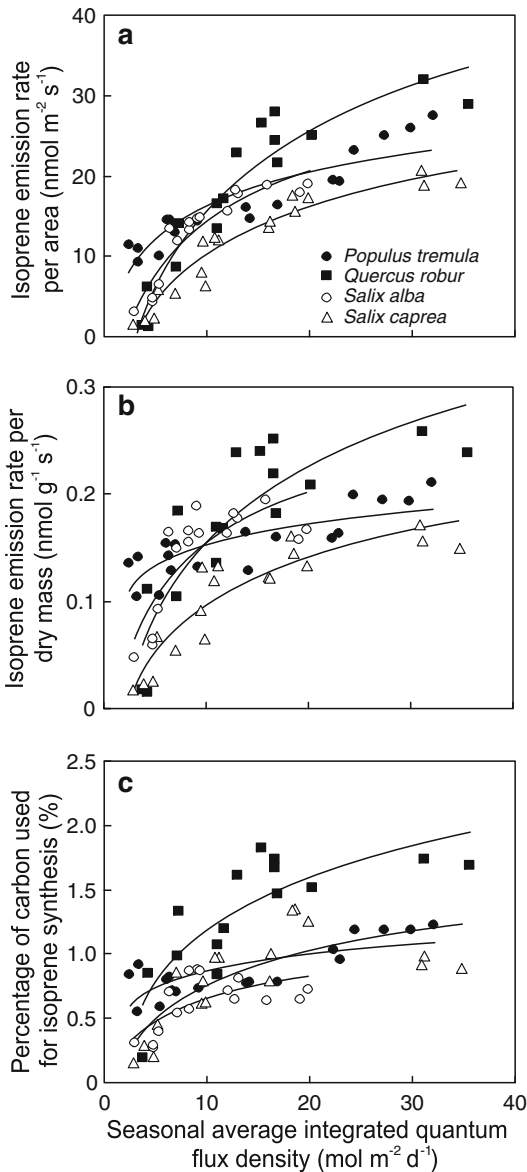 a
40
30
20
10
0
Isoprene emission rate
per area (nmol m⁻² s⁻¹)
Populus tremula
Quercus robur
Salix alba
Salix caprea
b
0.3
0.2
0.1
0
Isoprene emission rate per
dry mass (nmol g⁻¹ s⁻¹)
c
2.5
2.0
1.5
1.0
0.5
0
Percentage of carbon used
for isoprene synthesis (%)
0 10 20 30 40
Seasonal average integrated quantum
flux density (mol m⁻² d⁻¹)